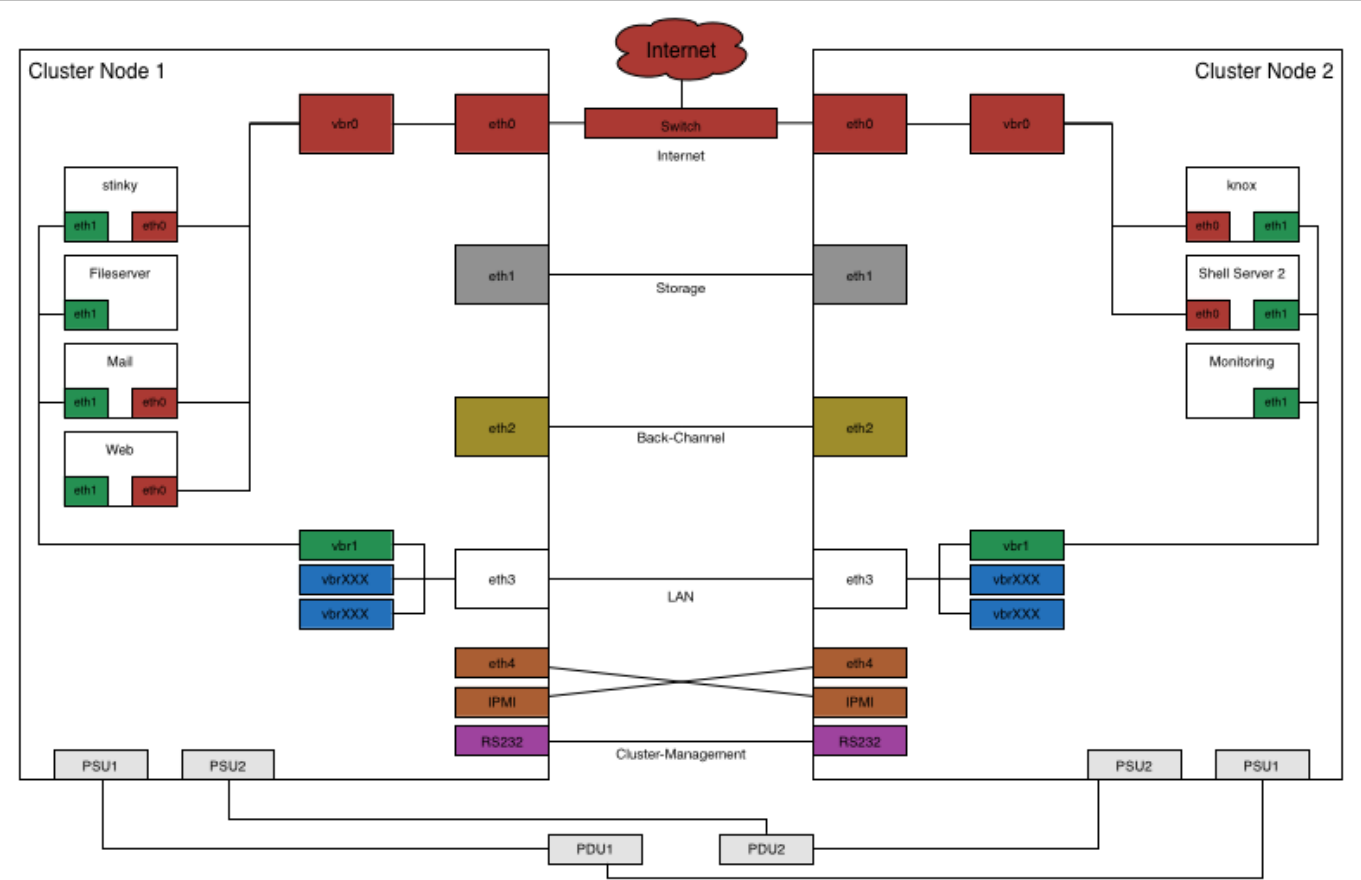 Internet
Cluster Node 1
Cluster Node 2
vbr0
eth0
Switch
eth0
vbr0
Internet
stinky
eth1
eth0
knox
eth0
eth1
Fileserver
eth1
eth1
Storage
eth1
Shell Server 2
eth0
eth1
Mail
eth1
eth0
Monitoring
eth1
eth2
Back-Channel
eth2
Web
eth1
eth0
vbr1
vbrXXX
vbrXXX
eth3
LAN
eth3
vbr1
vbrXXX
vbrXXX
eth4
eth4
IPMI
IPMI
RS232
Cluster-Management
RS232
PSU1
PSU2
PSU2
PSU1
PDU1
PDU2